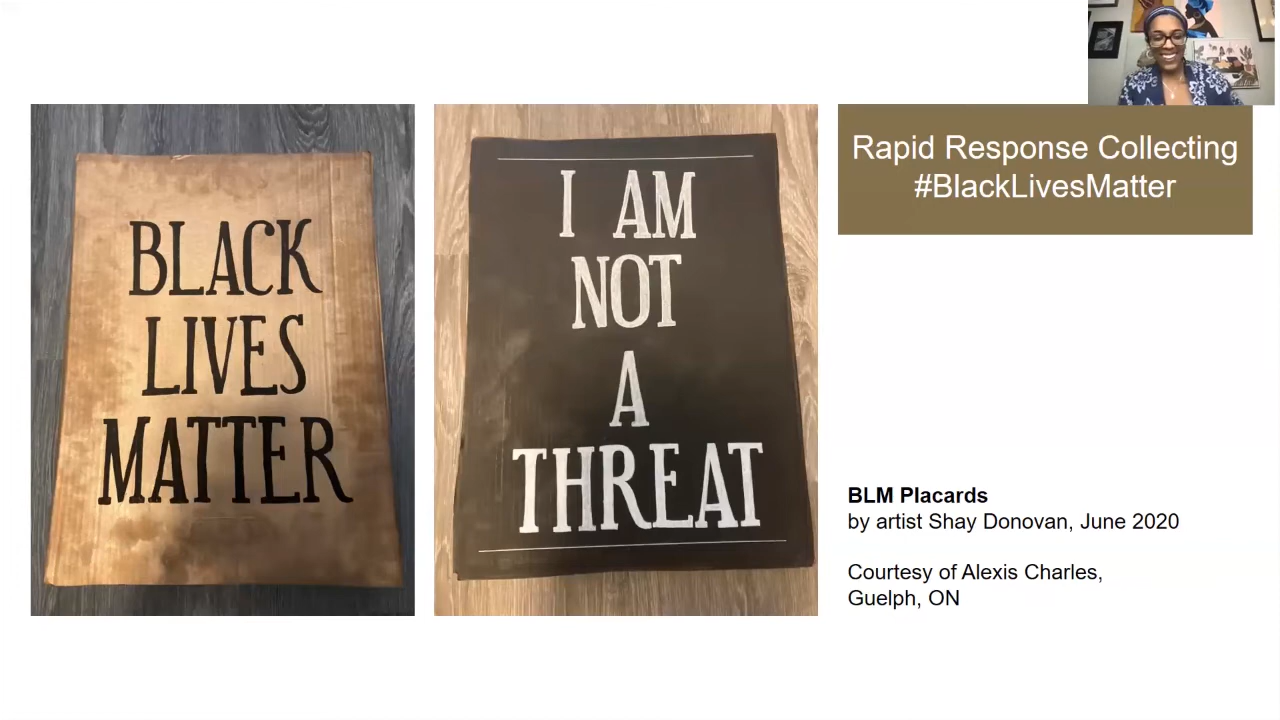 BLACK
LIVES
MATTER
I AM
NOT
A
THREAT
Rapid Response Collecting
#BlackLivesMatter
BLM Placards
by artist Shay Donovan, June 2020
Courtesy of Alexis Charles,
Guelph, ON